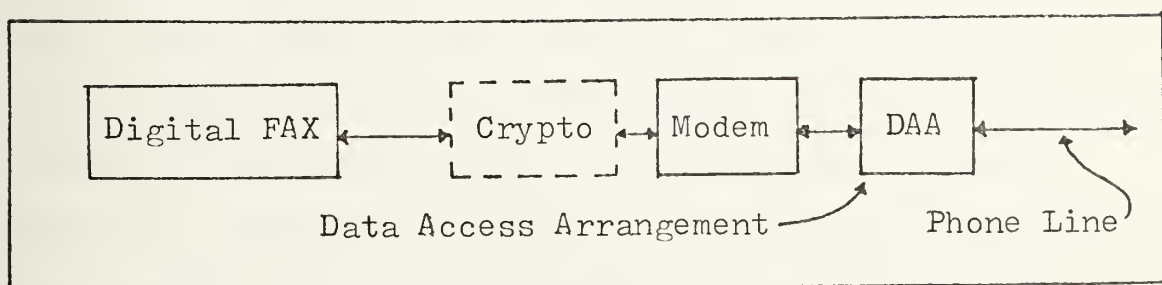 Digital FAX Crypto Modem DAA
Data Access Arrangement Phone Line